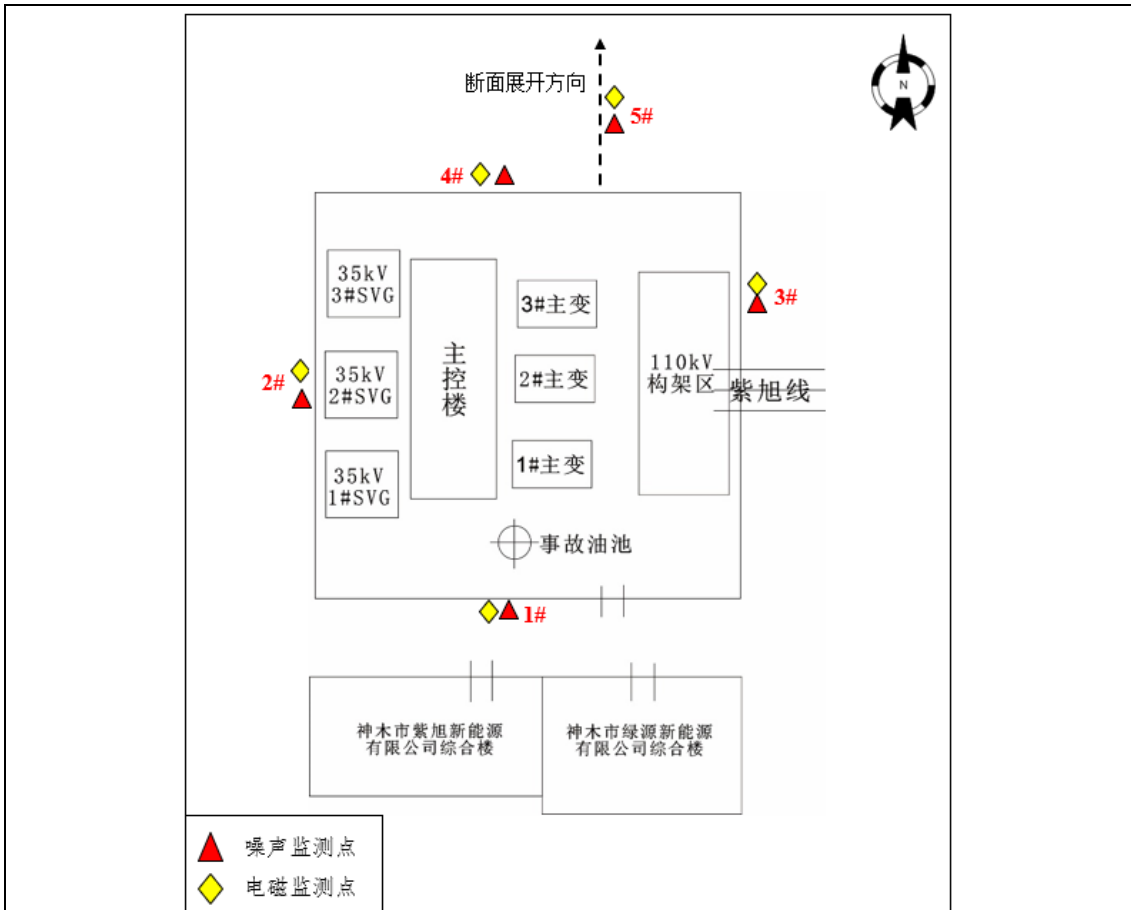 断面展开方向
N
5#
4#
35kV
3#SVG
3#主变
3#
主
控
楼
35kV
2#SVG
2#
2#主变
110kV
构架区
紫旭线
35kV
1#SVG
1#主变
事故油池
1#
神木市紫旭新能源
有限公司综合楼
神木市绿源新能源
有限公司综合楼
噪声监测点
电磁监测点